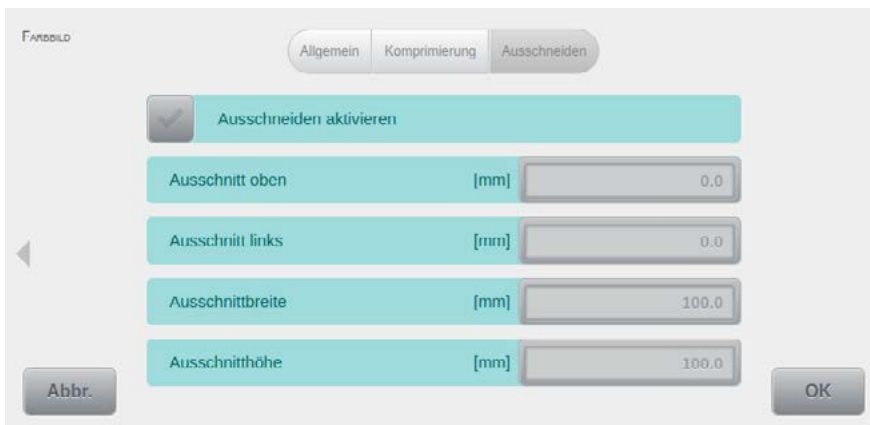 Farbbild
Allgemein Komprimierung Ausschneiden
Ausschneiden aktivieren
Ausschnitt oben [mm] 0.0
Ausschnitt links [mm] 0.0
Ausschnittbreite [mm] 100.0
Ausschnitthöhe [mm] 100.0
Abbr. OK